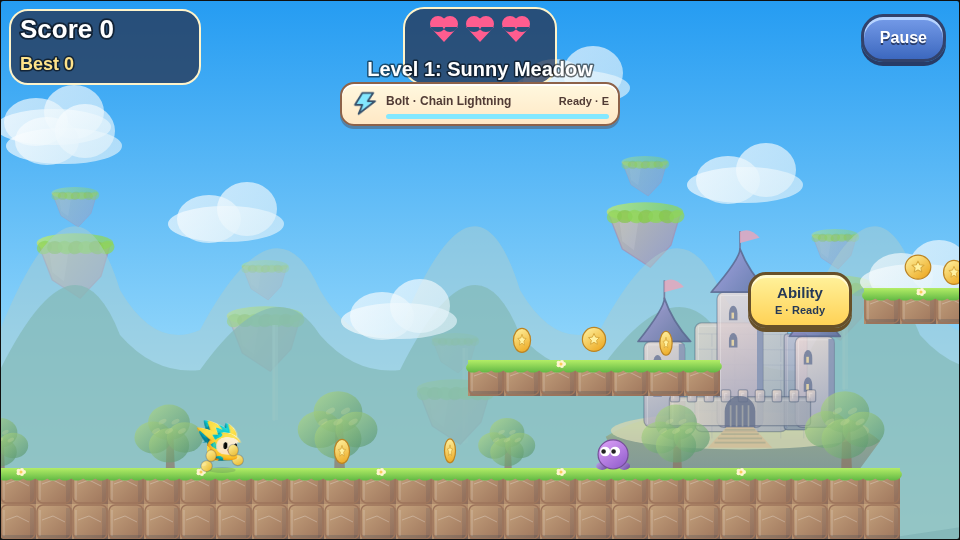 Score 0
Best 0
Level 1: Sunny Meadow
Bolt · Chain Lightning
Ready · E
Pause
Ability
E · Ready